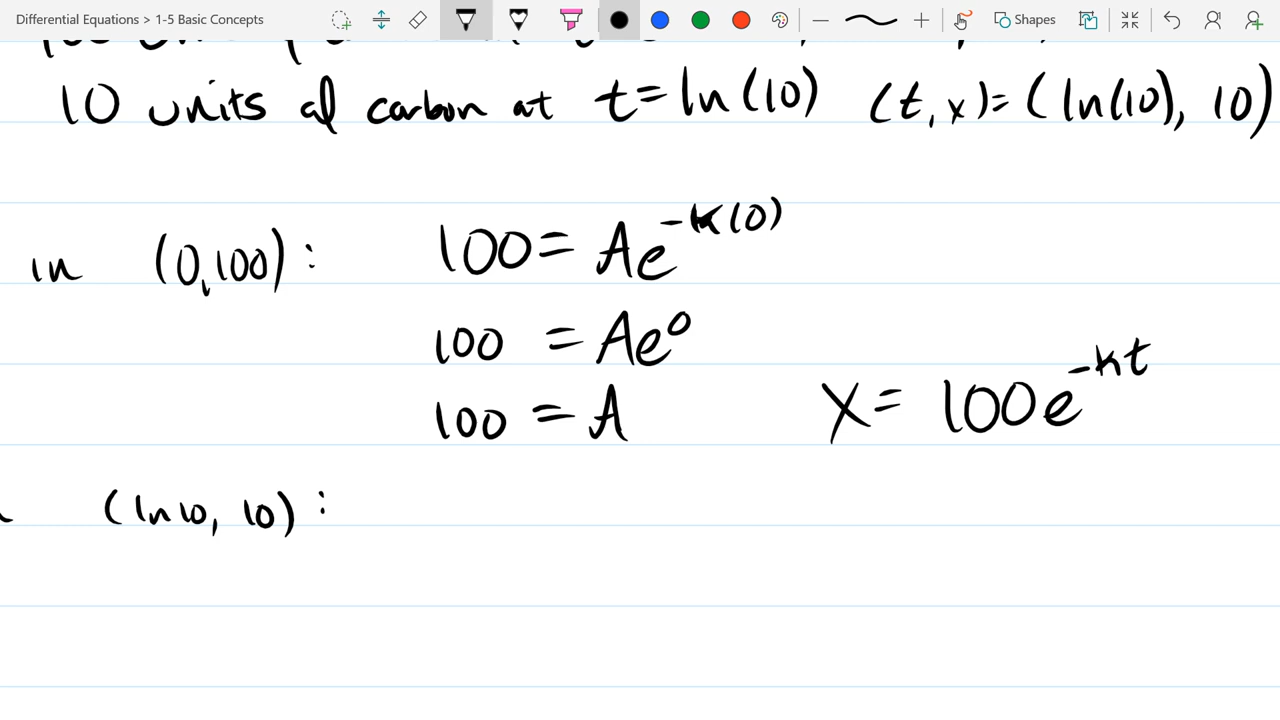 Differential Equations > 1-5 Basic Concepts
Shapes
10 units of carbon at t=ln(10) (t,x)=(ln(10), 10)
in (0,100): 100=Ae^-k(0)
100 =Ae^0
100 =A X= 100e^-kt
(ln10, 10):